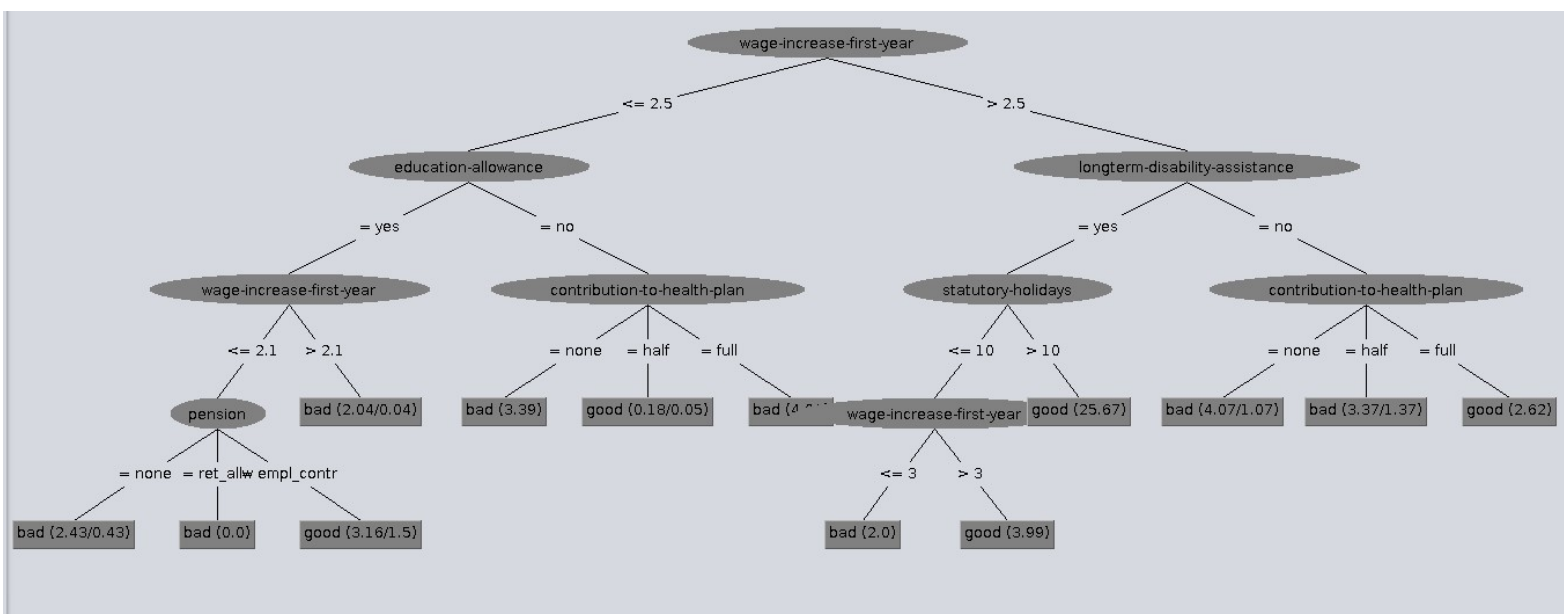 wage-increase-first-year
<= 2.5
> 2.5
education-allowance
longterm-disability-assistance
= yes
= no
= yes
= no
wage-increase-first-year
contribution-to-health-plan
statutory-holidays
contribution-to-health-plan
<= 2.1
> 2.1
= none
= half
= full
<= 10
> 10
= none
= half
= full
pension
bad (2.04/0.04)
bad (3.39)
good (0.18/0.05)
bad
wage-increase-first-year
good (25.67)
bad (4.07/1.07)
bad (3.37/1.37)
good (2.62)
= none
= ret_allw
empl_contr
<= 3
> 3
bad (2.43/0.43)
bad (0.0)
good (3.16/1.5)
bad (2.0)
good (3.99)